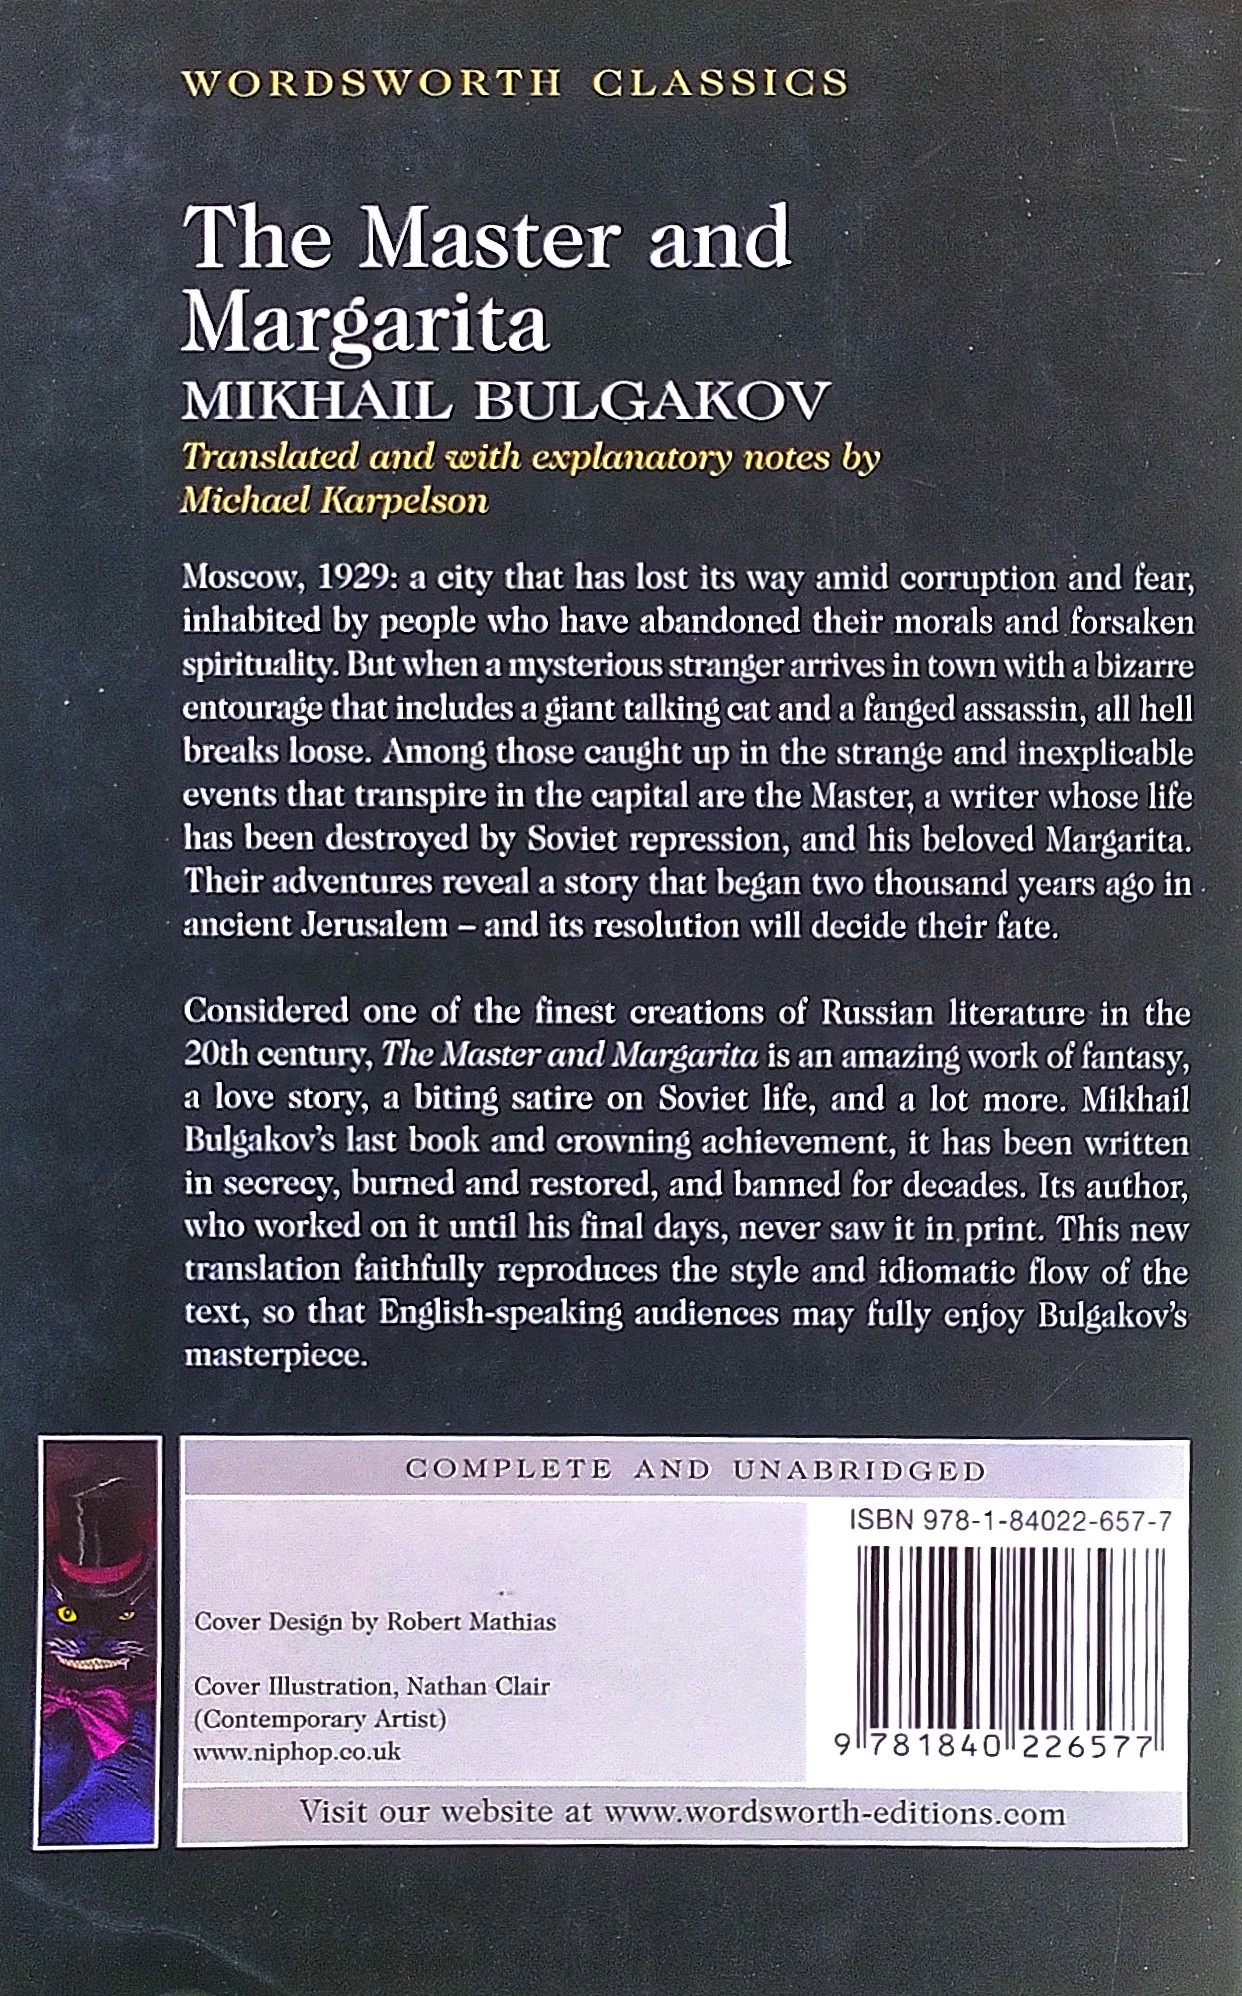 WORDSWORTH CLASSICS
The Master and
Margarita
MIKHAIL BULGAKOV
Translated and with explanatory notes by
Michael Karpelson
Moscow, 1929: a city that has lost its way amid corruption and fear,
inhabited by people who have abandoned their morals and forsaken
spirituality. But when a mysterious stranger arrives in town with a bizarre
entourage that includes a giant talking cat and a fanged assassin, all hell
breaks loose. Among those caught up in the strange and inexplicable
events that transpire in the capital are the Master, a writer whose life
has been destroyed by Soviet repression, and his beloved Margarita.
Their adventures reveal a story that began two thousand years ago in
ancient Jerusalem – and its resolution will decide their fate.
Considered one of the finest creations of Russian literature in the
20th century, The Master and Margarita is an amazing work of fantasy,
a love story, a biting satire on Soviet life, and a lot more. Mikhail
Bulgakov's last book and crowning achievement, it has been written
in secrecy, burned and restored, and banned for decades. Its author,
who worked on it until his final days, never saw it in print. This new
translation faithfully reproduces the style and idiomatic flow of the
text, so that English-speaking audiences may fully enjoy Bulgakov's
masterpiece.
COMPLETE AND UNABRIDGED
ISBN 978-1-84022-657-7
Cover Design by Robert Mathias
Cover Illustration, Nathan Clair
(Contemporary Artist)
www.niphop.co.uk
9 781840 226577
Visit our website at www.wordsworth-editions.com